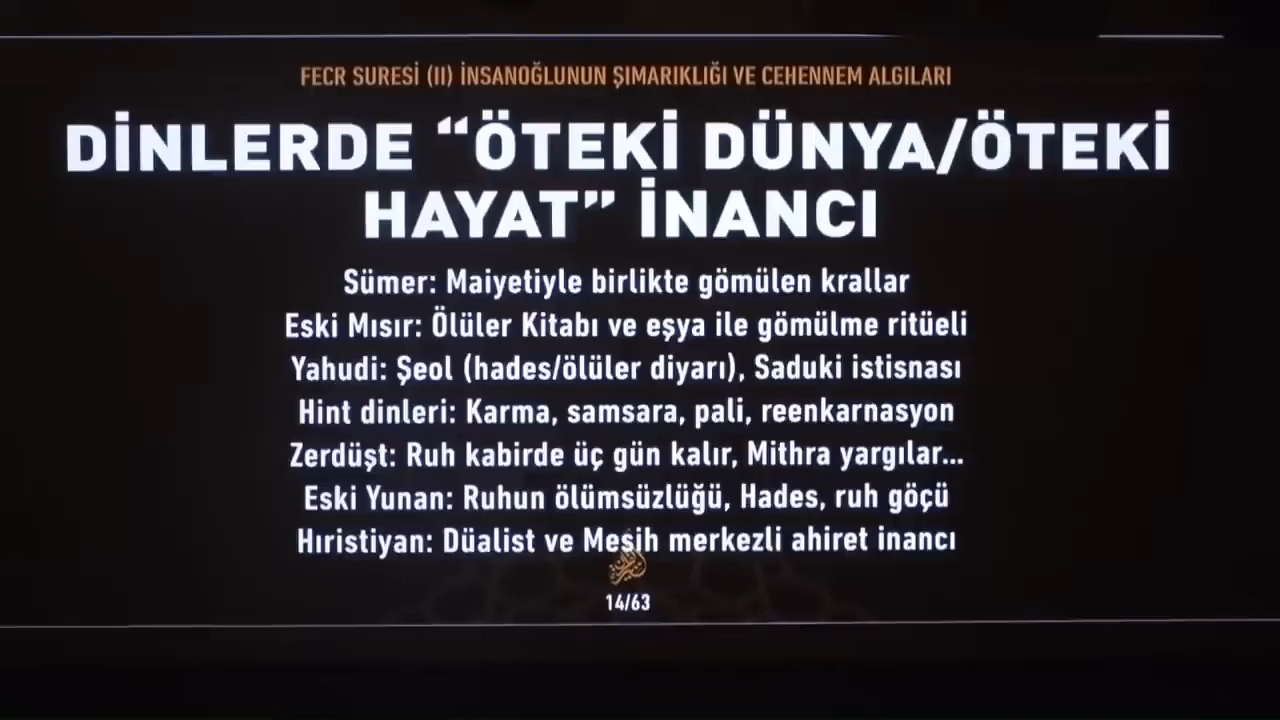 FECR SURESİ (II) İNSANOĞLUNUN ŞIMARIKLIĞI VE CEHENNEM ALGILARI
DİNLERDE “ÖTEKİ DÜNYA/ÖTEKİ
HAYAT” İNANCI
Sümer: Maiyetiyle birlikte gömülen krallar
Eski Mısır: Ölüler Kitabı ve eşya ile gömülme ritüeli
Yahudi: Şeol (hades/ölüler diyarı), Saduki istisnası
Hint dinleri: Karma, samsara, pali, reenkarnasyon
Zerdüşt: Ruh kabirde üç gün kalır, Mithra yargılar...
Eski Yunan: Ruhun ölümsüzlüğü, Hades, ruh göçü
Hıristiyan: Düalist ve Mesih merkezli ahiret inancı
14/63